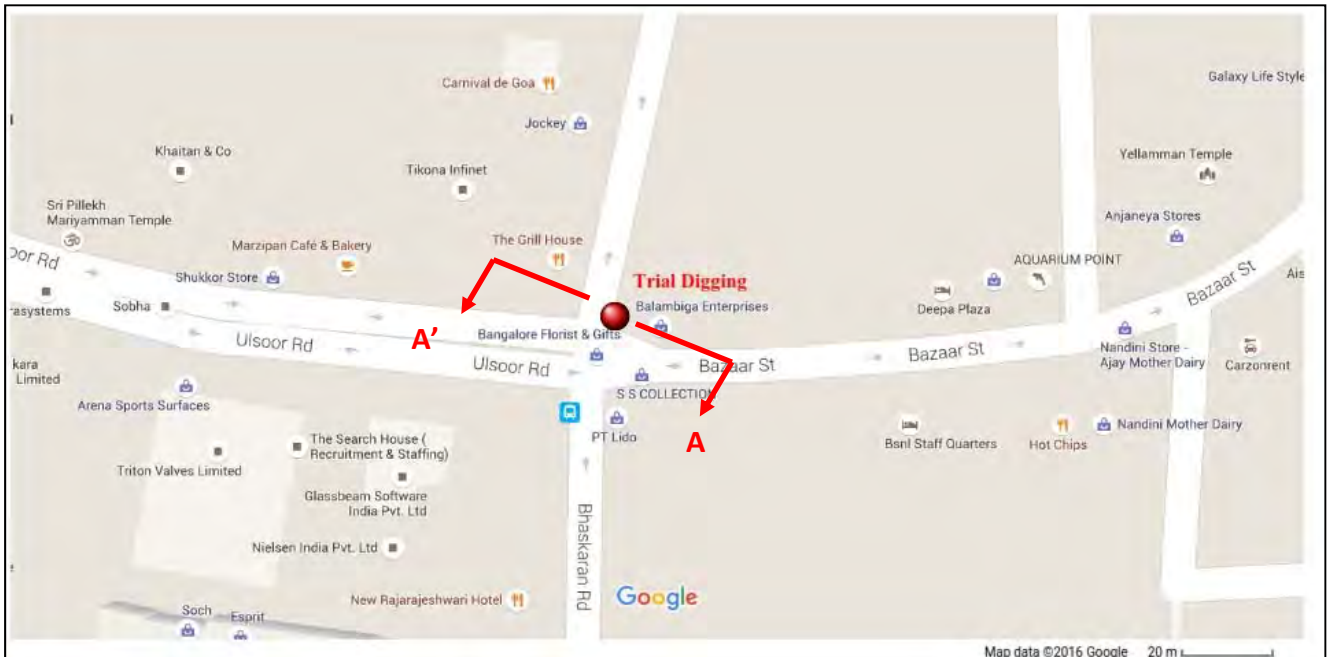 Carnival de Goa
Galaxy Life Style
Jockey
Khaitan & Co
Yellamman Temple
Tikona Infinet
Sri Pillekh
Mariyamman Temple
Anjaneya Stores
Marzipan Café & Bakery
The Grill House
oor Rd
AQUARIUM POINT
Shukkor Store
Trial Digging
Bazaar St
Ais
rasystems
Sobha
Balambiga Enterprises
Deepa Plaza
A’
Bangalore Florist & Gifts
Ulsoor Rd
Ulsoor Rd
Bazaar St
Bazaar St
Nandini Store -
Ajay Mother Dairy
Carzonrent
kara
Limited
S S COLLECTION
Arena Sports Surfaces
PT Lido
A
Bsnl Staff Quarters
Hot Chips
Nandini Mother Dairy
The Search House (
Recruitment & Staffing)
Triton Valves Limited
Glassbeam Software
India Pvt. Ltd
Bhaskaran Rd
Nielsen India Pvt. Ltd
New Rajarajeshwari Hotel
Google
Soch
Esprit
Map data ©2016 Google 20 m